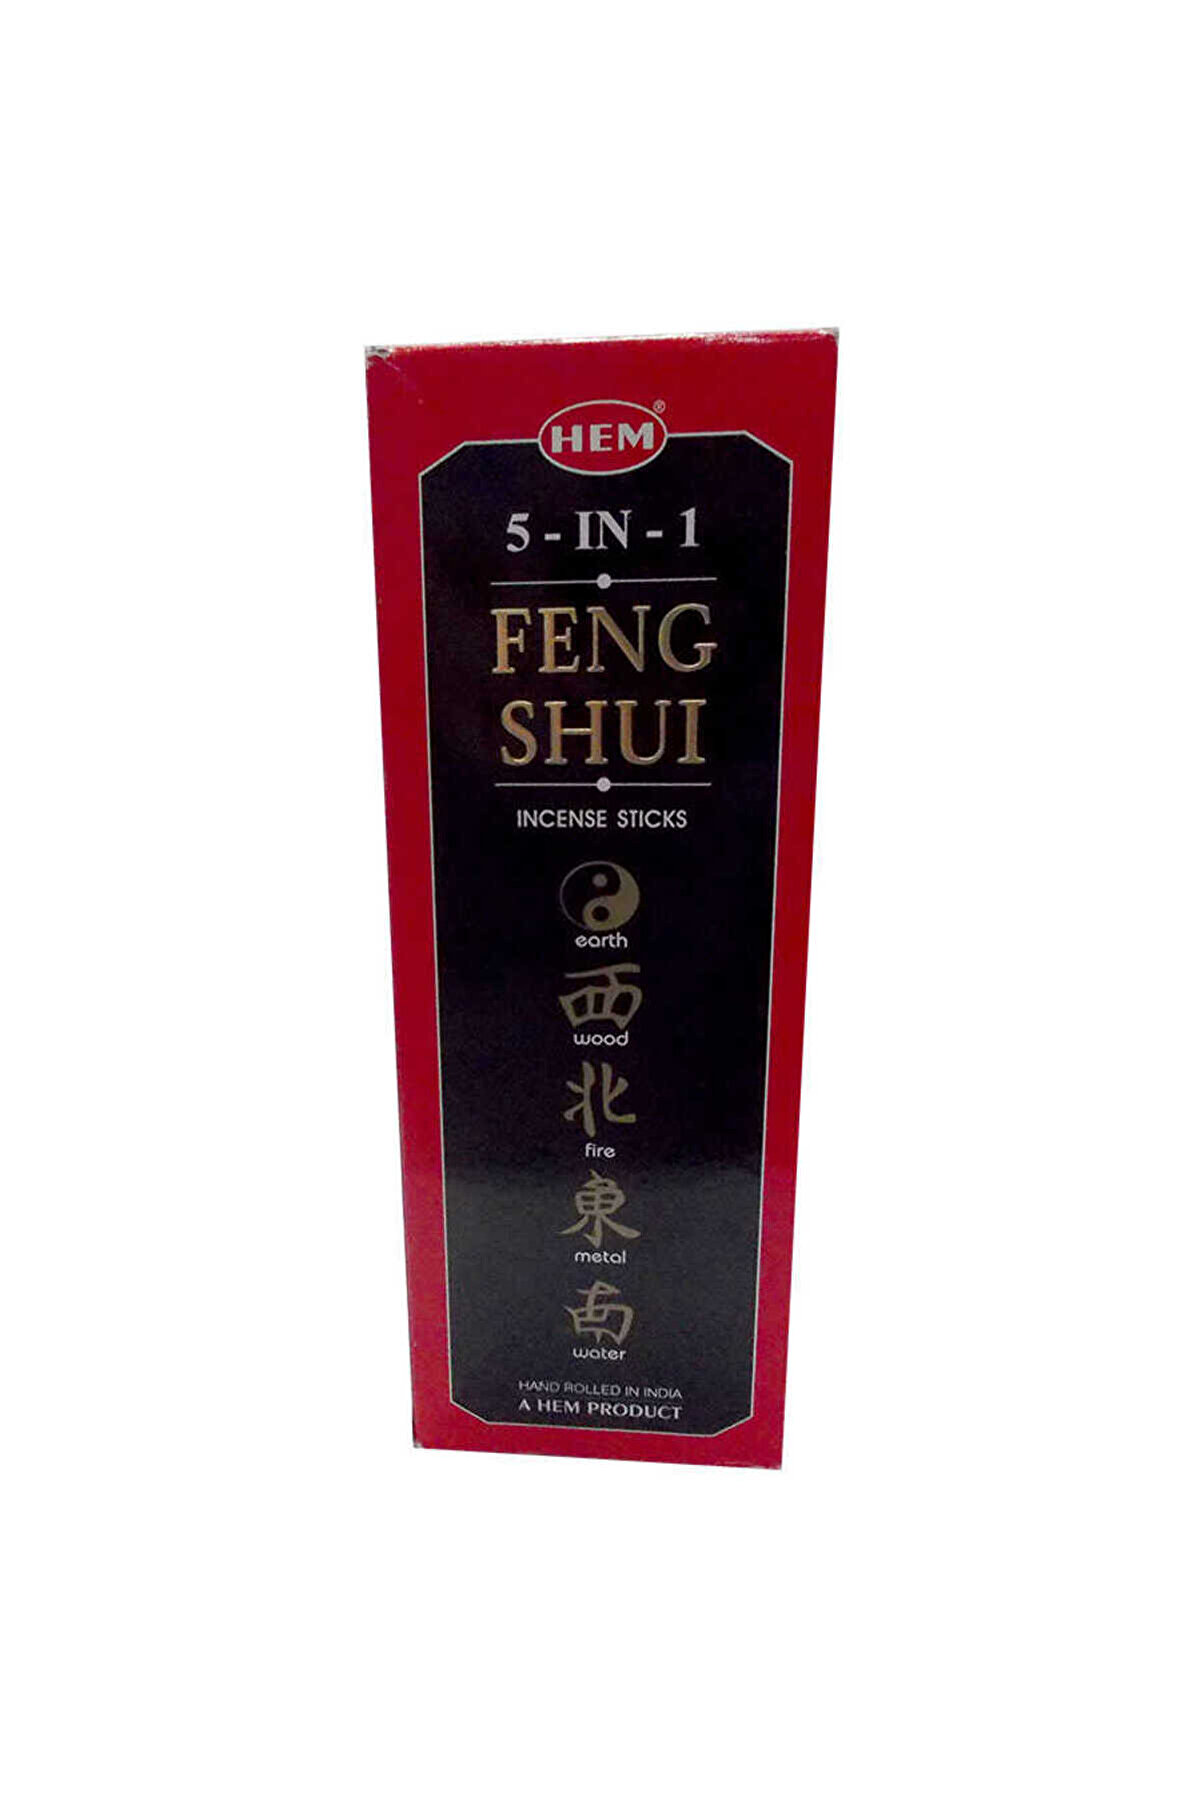 HEM®
5 - IN - 1
FENG
SHUI
INCENSE STICKS
earth
西
wood
北
fire
東
metal
南
water
HAND ROLLED IN INDIA
A HEM PRODUCT